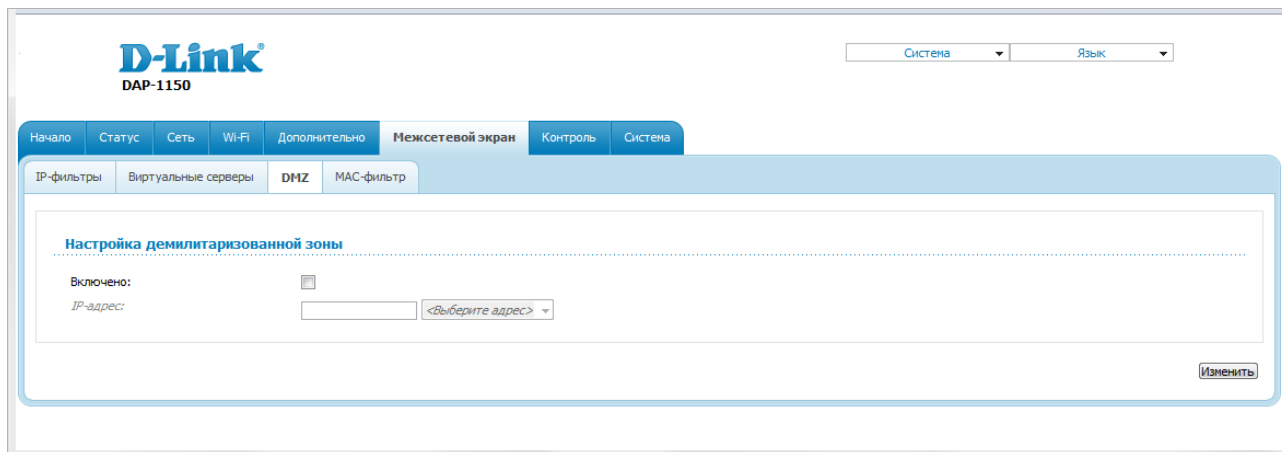 D-Link®
DAP-1150
Система Язык
Начало Статус Сеть Wi-Fi Дополнительно Межсетевой экран Контроль Система
IP-фильтры Виртуальные серверы DMZ MAC-фильтр
Настройка демилитаризованной зоны
Включено:
IP-адрес: <Выберите адрес>
Изменить